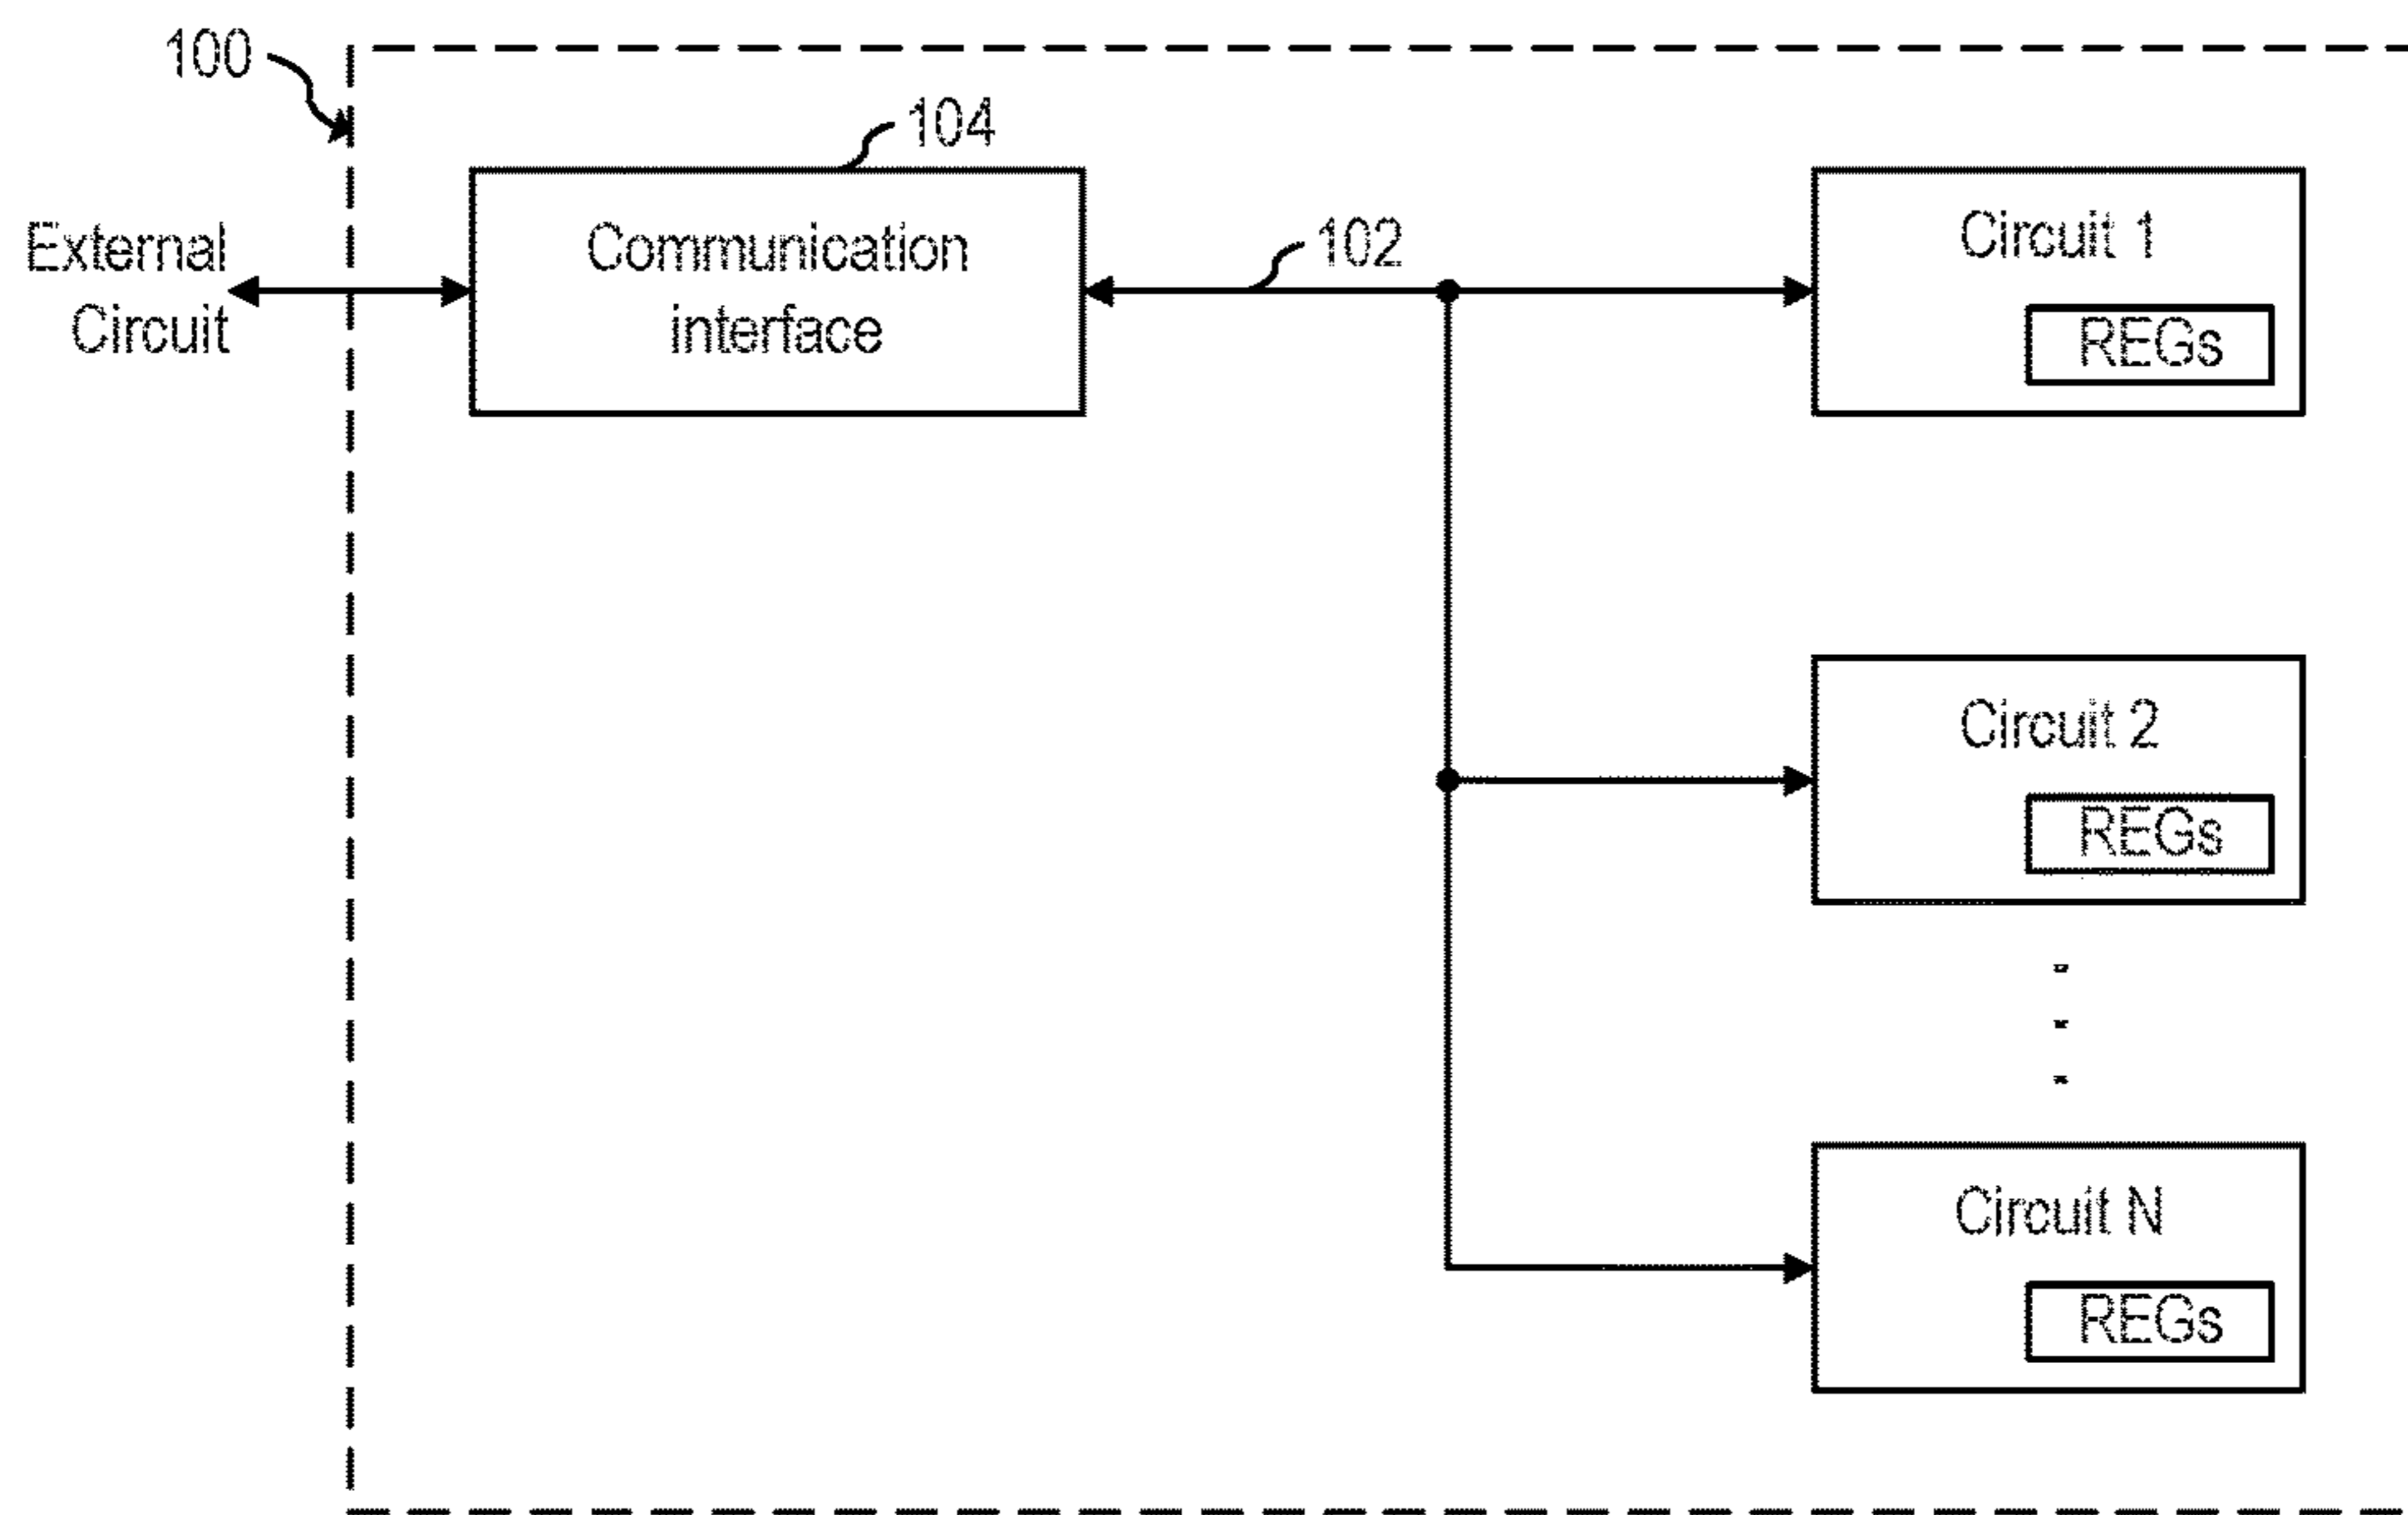 100
104
External
Circuit
Communication
interface
102
Circuit 1
REGs
Circuit 2
REGs
Circuit N
REGs